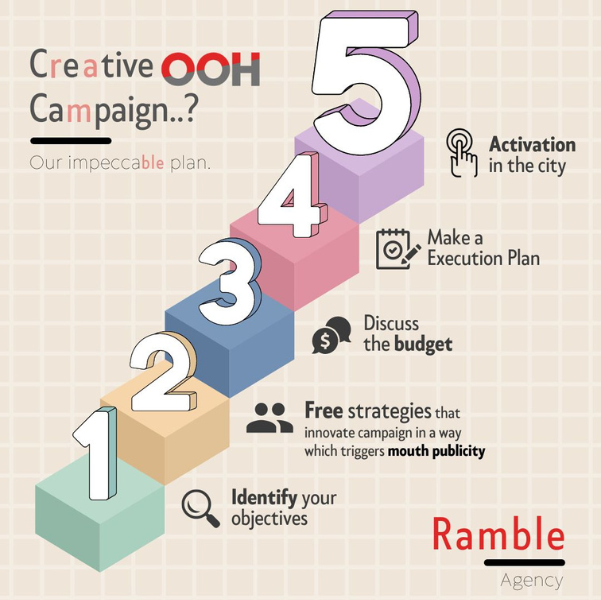 Creative OOH
Campaign..?
Our impeccable plan.
5
Activation
in the city
4
Make a
Execution Plan
3
Discuss
the budget
$
2
Free strategies that
innovate campaign in a way
which triggers mouth publicity
1
Identify your
objectives
Ramble
Agency